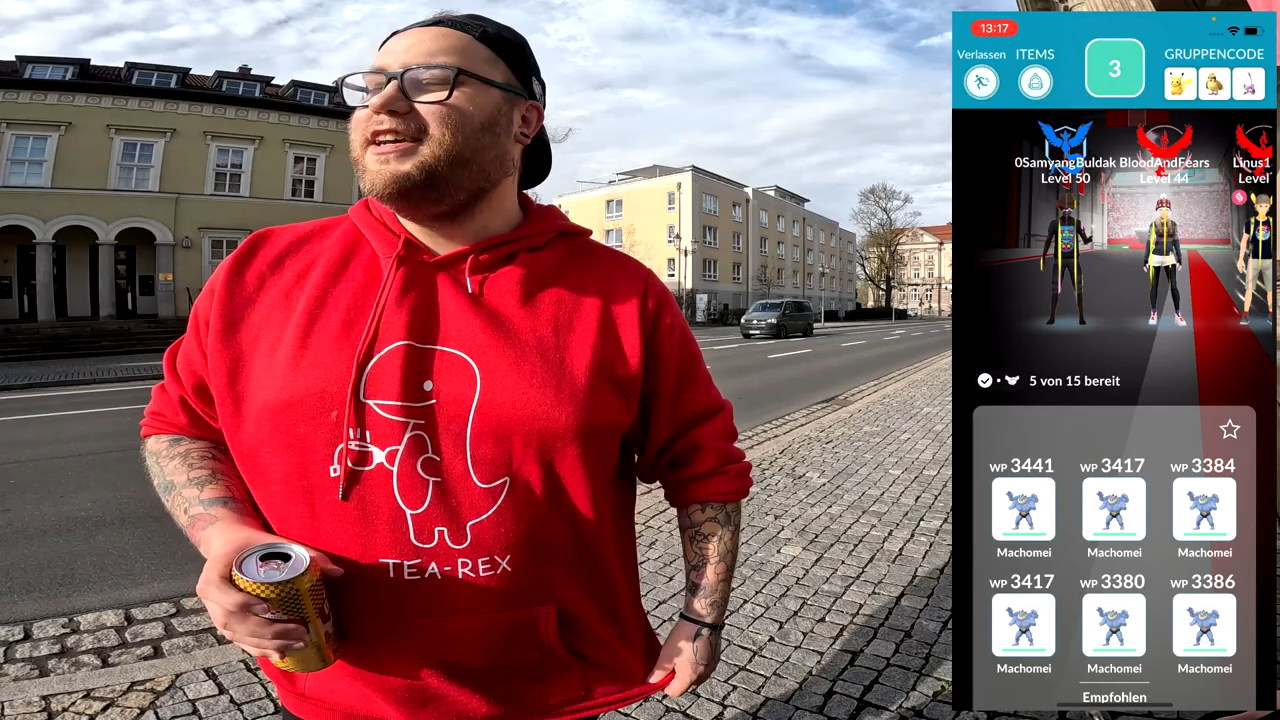 TEA-REX
13:17
Verlassen ITEMS
3
GRUPPENCODE
0SamyangBuldak BloodAndFears Linus1
Level 50 Level 44 Level
5 von 15 bereit
WP 3441 WP 3417 WP 3384
Machomei Machomei Machomei
WP 3417 WP 3380 WP 3386
Machomei Machomei Machomei
Empfohlen